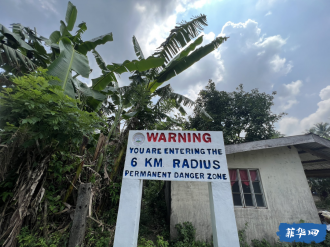 WARNING
YOU ARE ENTERING THE
6 KM RADIUS
PERMANENT DANGER ZONE
菲华网